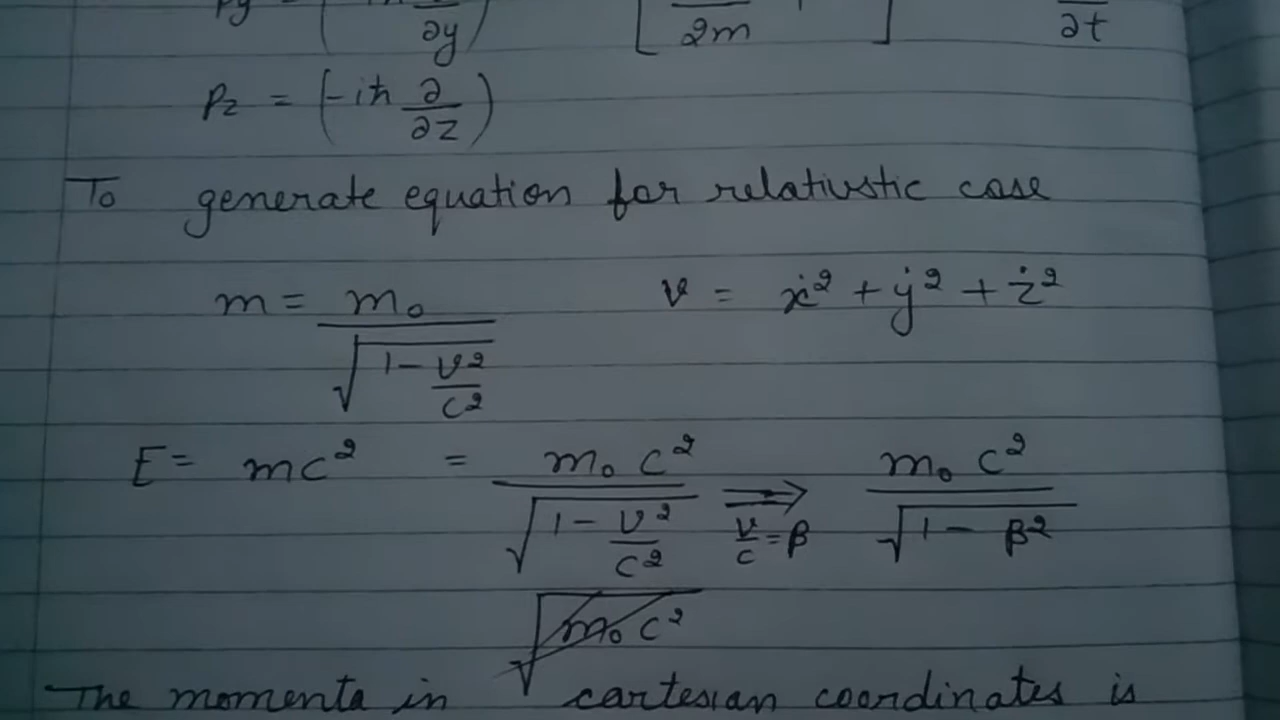 Py = (-iħ ∂/∂y) [ /2m + ] /∂t
Pz = (-iħ ∂/∂z)
To generate equation for relativstic case
m = m₀/√(1 - v²/c²) v = ẋ² + ẏ² + ż²
E = mc² = m₀c²/√(1 - v²/c²) ⇒ v/c = β m₀c²/√(1 - β²)
√m₀c²
The momenta in cartesian coordinates is